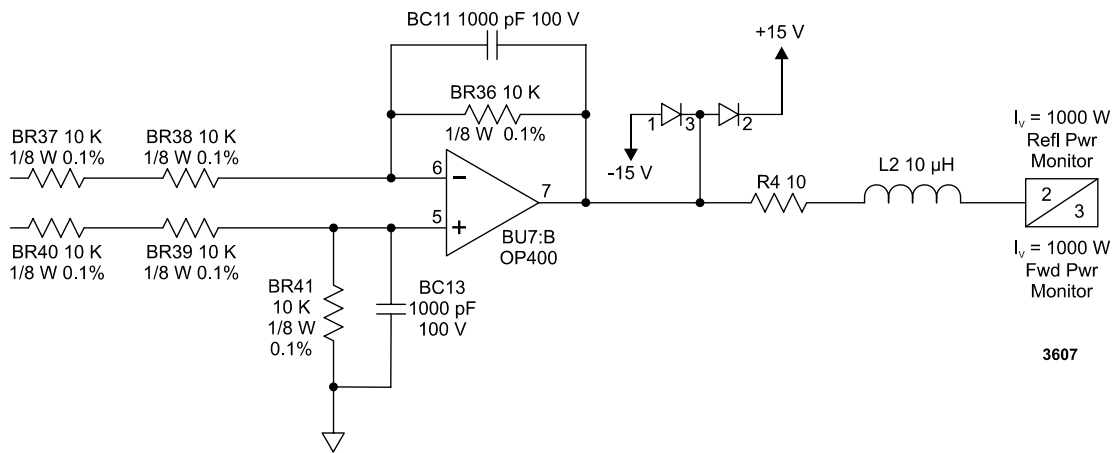 BC11 1000 pF 100 V
+15 V
BR36 10 K
1/8 W 0.1%
1
3
2
-15 V
BR37 10 K
1/8 W 0.1%
BR38 10 K
1/8 W 0.1%
6
5
7
BU7:B
OP400
BR40 10 K
1/8 W 0.1%
BR39 10 K
1/8 W 0.1%
BR41
10 K
1/8 W
0.1%
BC13
1000 pF
100 V
R4 10
L2 10 µH
Iv = 1000 W
Refl Pwr
Monitor
2
3
Iv = 1000 W
Fwd Pwr
Monitor
3607